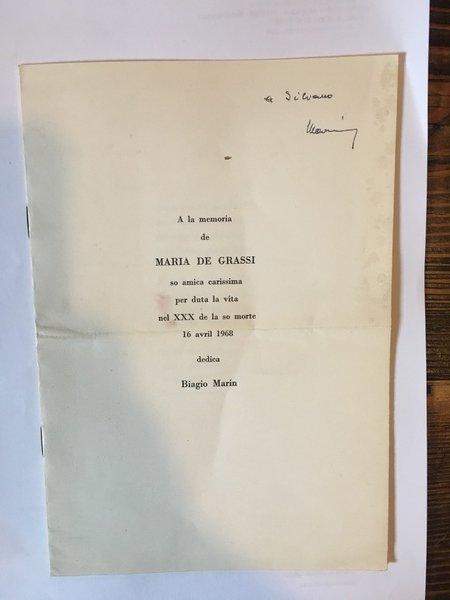 a Silvano
Marin
A la memoria
de
MARIA DE GRASSI
so amica carissima
per duta la vita
nel XXX de la so morte
16 avril 1968
dedica
Biagio Marin